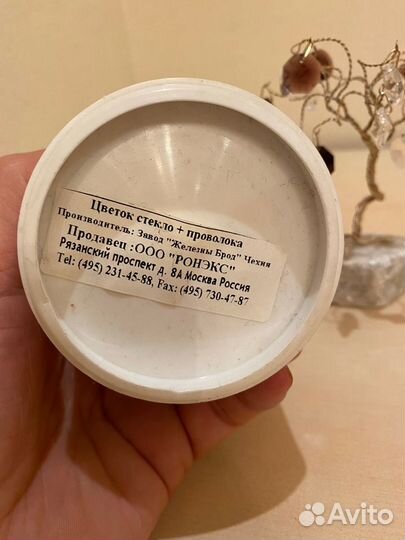 Цветок стекло + проволока
Производитель: Завод "Железны Брод" Чехия
Продавец :ООО "РОНЭКС"
Рязанский проспект д. 8А Москва Россия
Tel: (495) 231-45-88, Fax: (495) 730-47-87
Avito